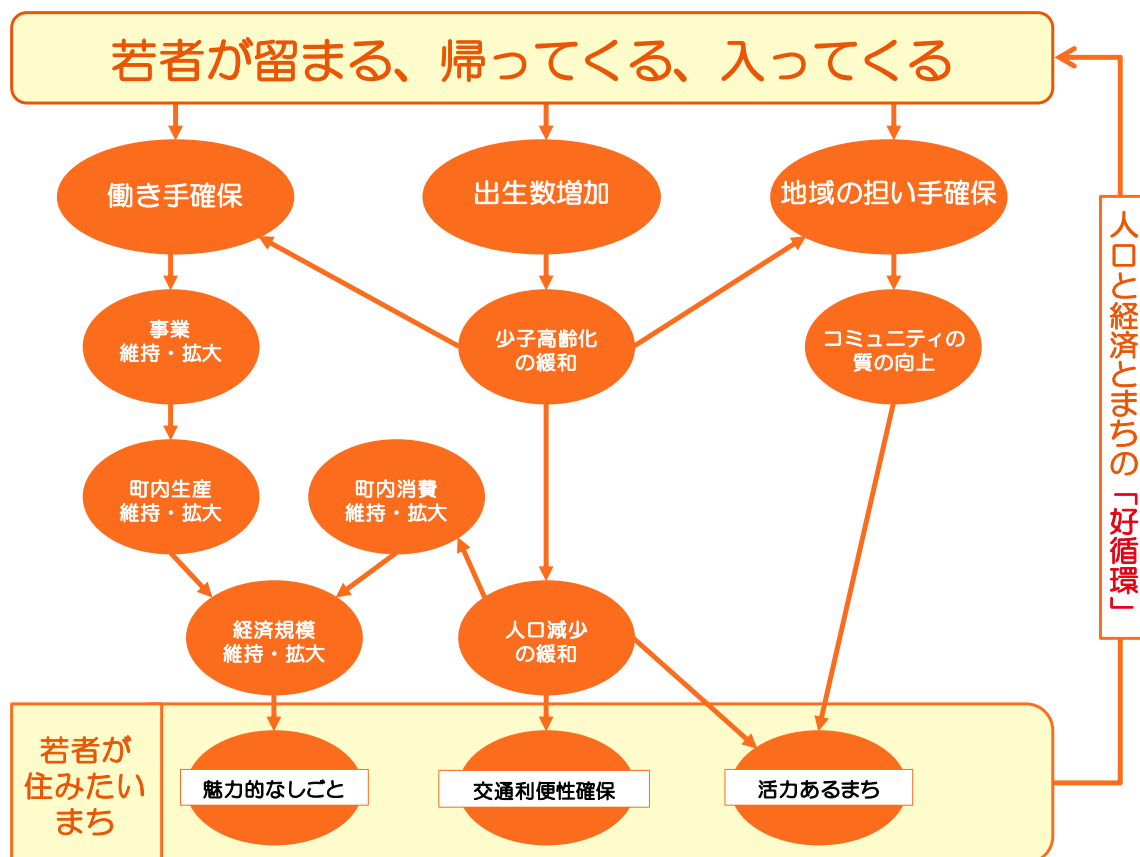 若者が留まる、帰ってくる、入ってくる
働き手確保
出生数増加
地域の担い手確保
事業
維持・拡大
少子高齢化
の緩和
コミュニティの
質の向上
町内生産
維持・拡大
町内消費
維持・拡大
経済規模
維持・拡大
人口減少
の緩和
人口と経済とまちの「好循環」
若者が
住みたい
まち
魅力的なしごと
交通利便性確保
活力あるまち